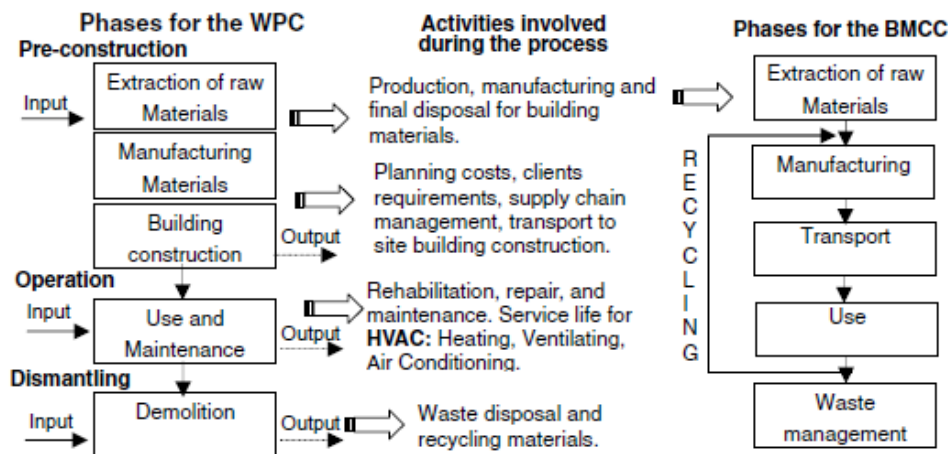 Phases for the WPC
Pre-construction
Input
Extraction of raw
Materials
Manufacturing
Materials
Building
construction
Output
Operation
Input
Use and
Maintenance
Output
Dismantling
Input
Demolition
Output
Activities involved
during the process
Production, manufacturing and
final disposal for building
materials.
Planning costs, clients
requirements, supply chain
management, transport to
site building construction.
Rehabilitation, repair, and
maintenance. Service life for
HVAC: Heating, Ventilating,
Air Conditioning.
Waste disposal and
recycling materials.
Phases for the BMCC
Extraction of raw
Materials
Manufacturing
Transport
Use
Waste
management
RECYCLING